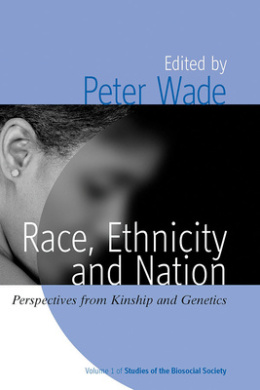 Edited by
Peter Wade
Race, Ethnicity
and Nation
Perspectives from Kinship and Genetics
Volume 1 of Studies of the Biosocial Society